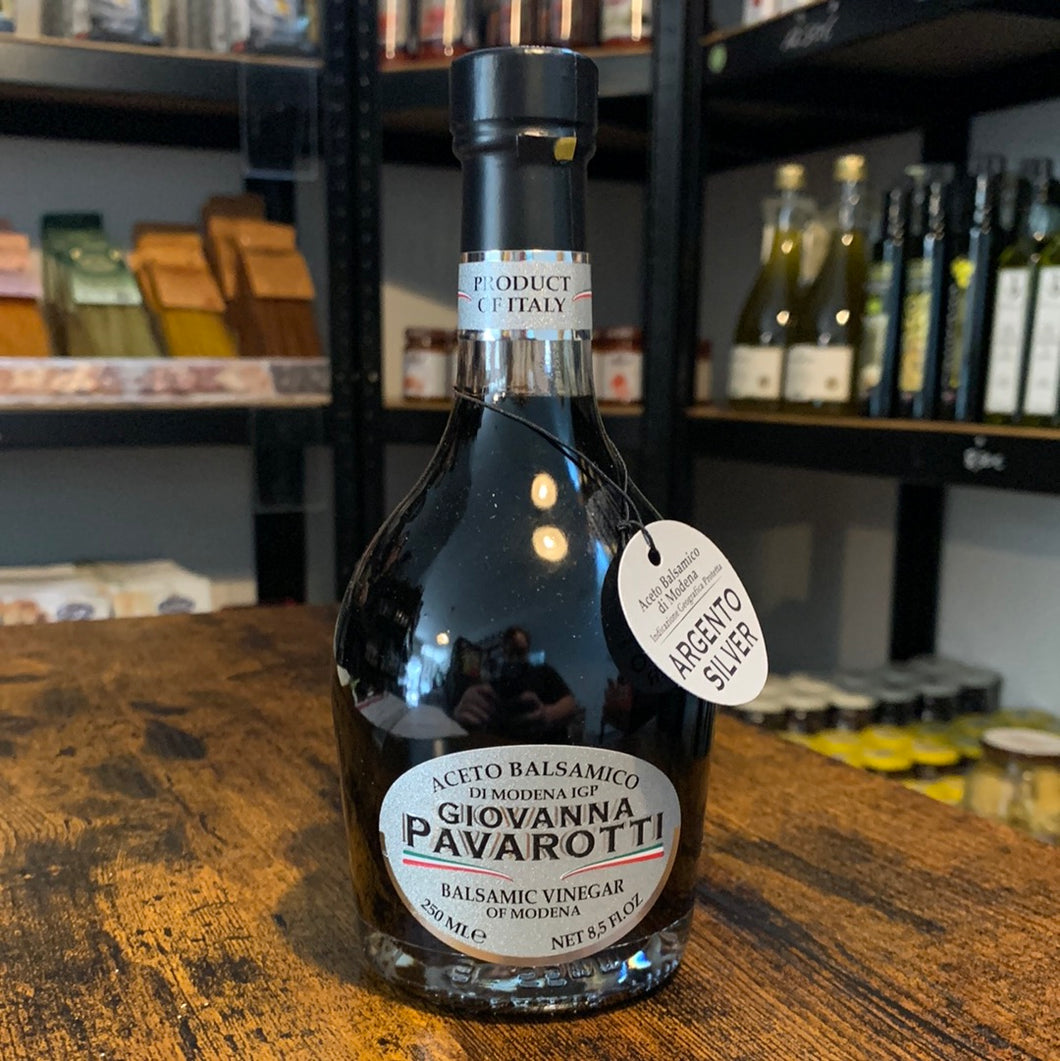 PRODUCT
OF ITALY
Aceto Balsamico
di Modena
Indicazione Geografica Protetta
ARGENTO
SILVER
ACETO BALSAMICO
DI MODENA IGP
GIOVANNA
PAVAROTTI
BALSAMIC VINEGAR
OF MODENA
250 ML℮
NET 8,5 FL.OZ